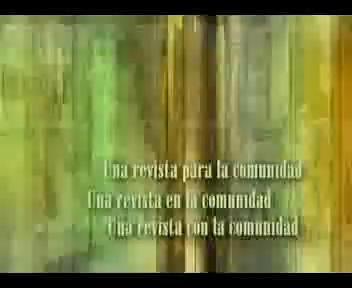 Una revista para la comunidad
Una revista en la comunidad
Una revista con la comunidad